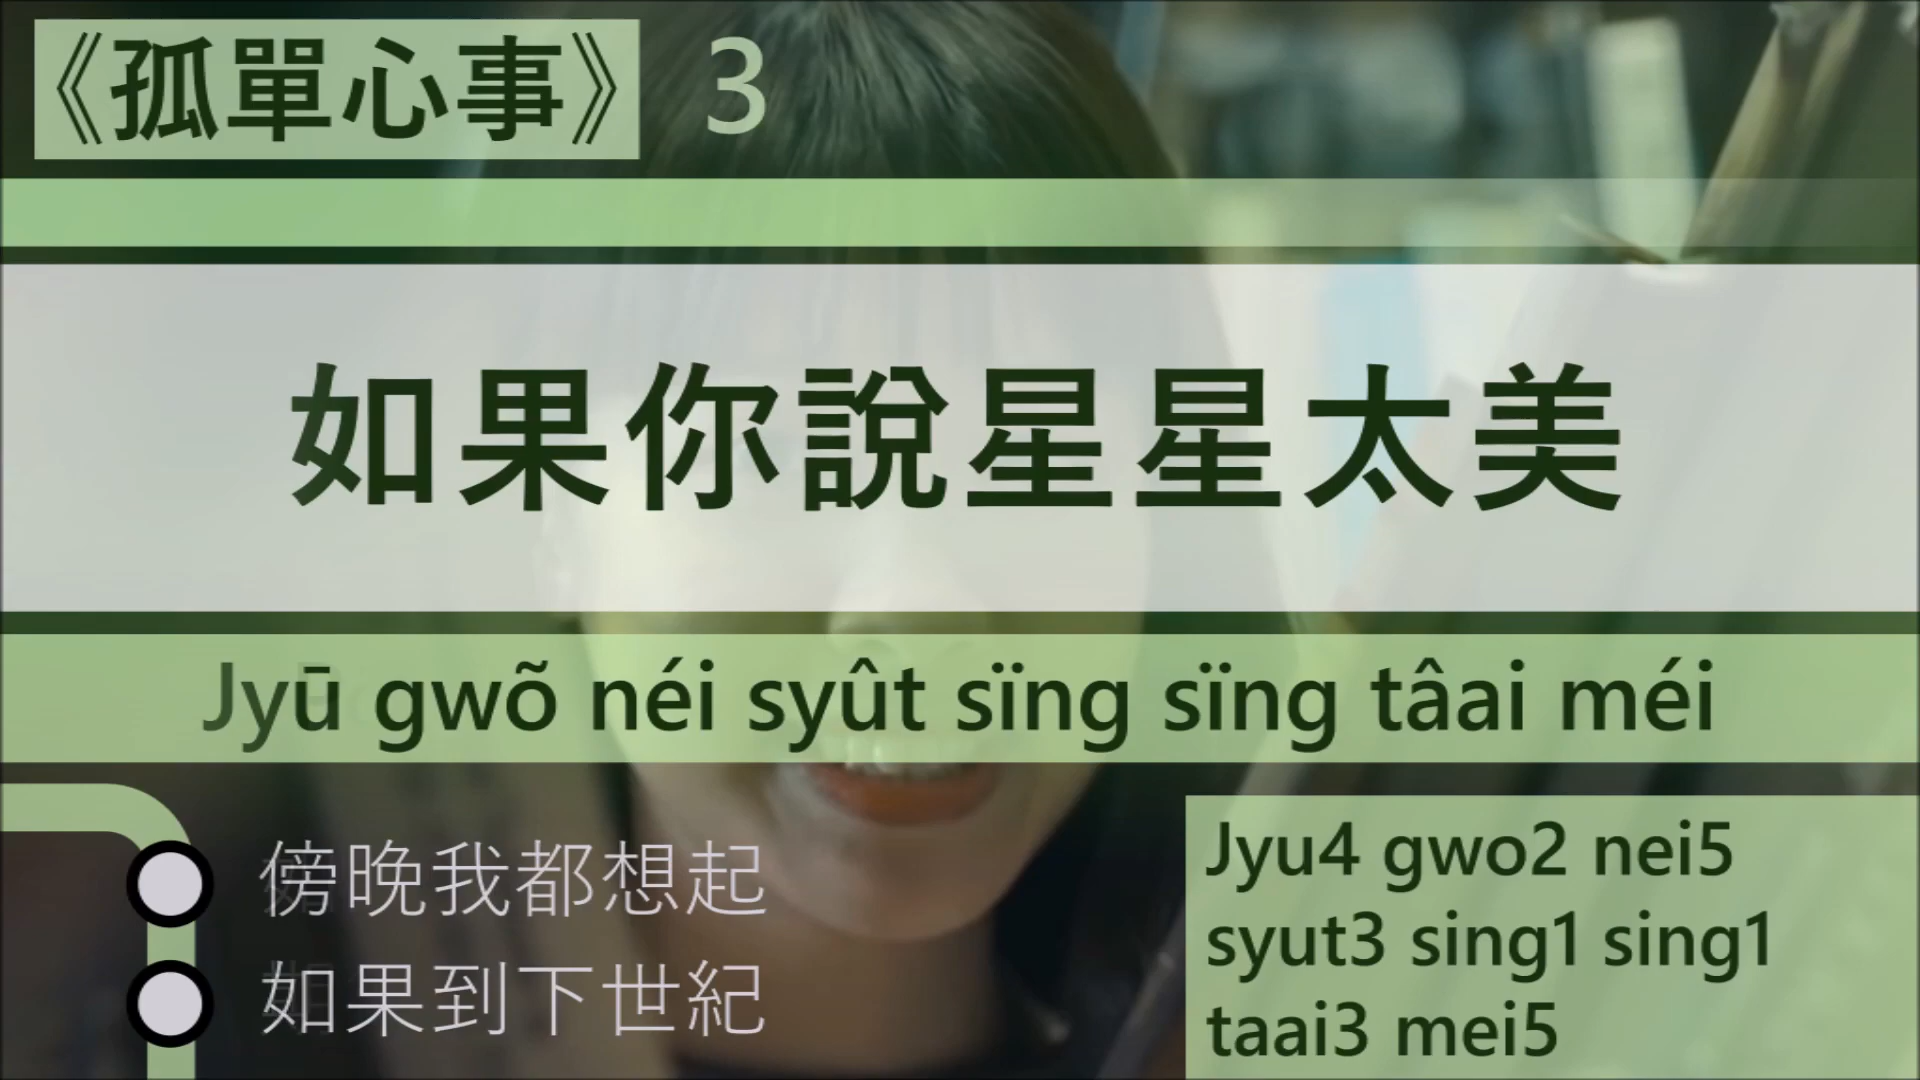 《孤單心事》 3
如果你說星星太美
Jyū gwõ néi syût sïng sïng tâai méi
傍晚我都想起
如果到下世紀
Jyu4 gwo2 nei5
syut3 sing1 sing1
taai3 mei5